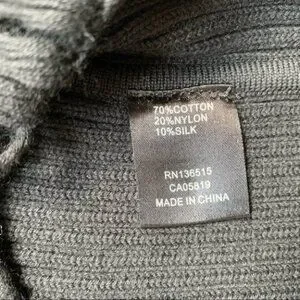 70%COTTON
20%NYLON
10%SILK
RN136515
CA05819
MADE IN CHINA